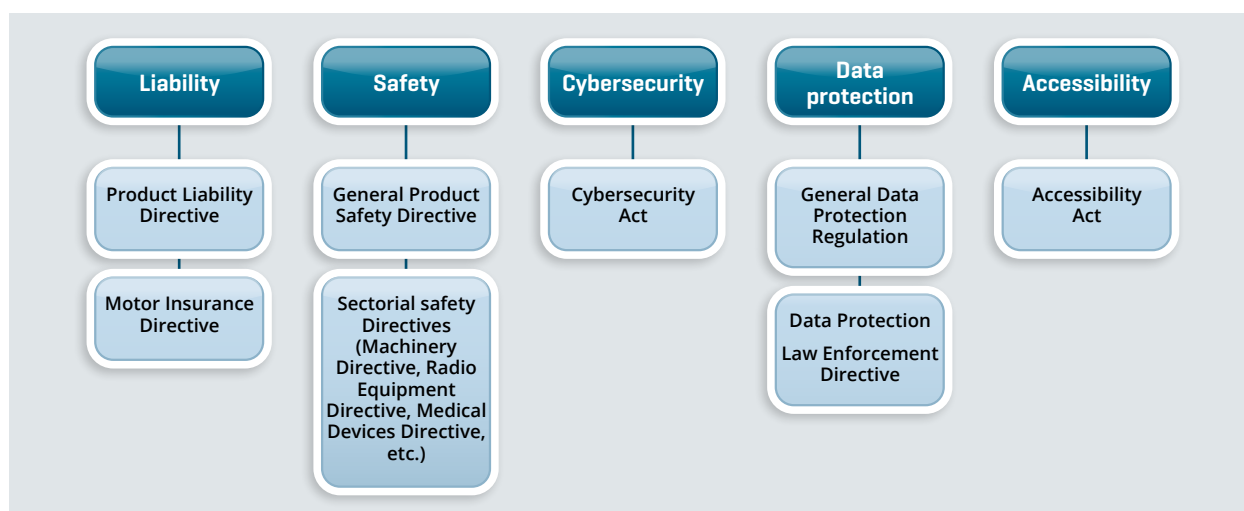 Liability
Safety
Cybersecurity
Data
protection
Accessibility
Product Liability
Directive
General Product
Safety Directive
Cybersecurity
Act
General Data
Protection
Regulation
Accessibility
Act
Motor Insurance
Directive
Sectorial safety
Directives
(Machinery
Directive, Radio
Equipment
Directive, Medical
Devices Directive,
etc.)
Data Protection
Law Enforcement
Directive